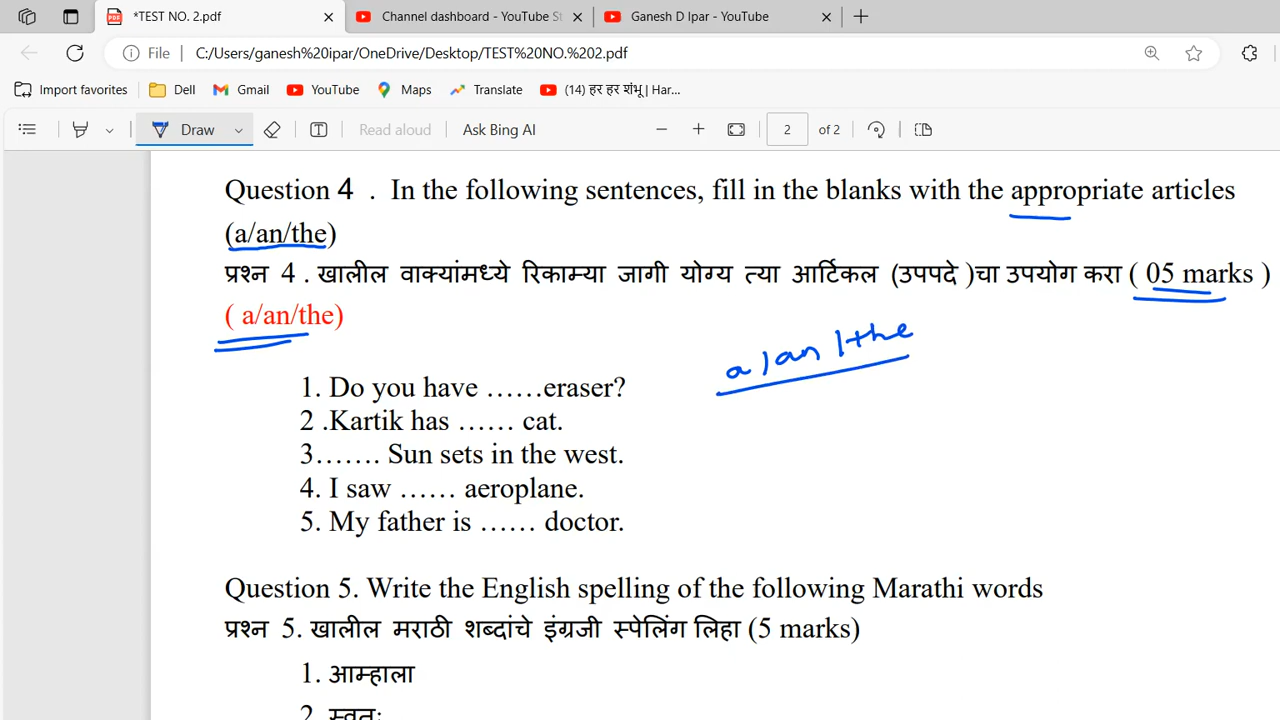 *TEST NO. 2.pdf
Channel dashboard - YouTube St
Ganesh D Ipar - YouTube
File C:/Users/ganesh%20ipar/OneDrive/Desktop/TEST%20NO.%202.pdf
Import favorites Dell Gmail YouTube Maps Translate (14) हर हर शंभू | Har...
Draw Read aloud Ask Bing AI 2 of 2
Question 4 . In the following sentences, fill in the blanks with the appropriate articles
(a/an/the)
प्रश्न 4 . खालील वाक्यांमध्ये रिकाम्या जागी योग्य त्या आर्टिकल (उपपदे )चा उपयोग करा ( 05 marks )
( a/an/the)
a/an/the
1. Do you have ......eraser?
2 .Kartik has ...... cat.
3....... Sun sets in the west.
4. I saw ...... aeroplane.
5. My father is ...... doctor.
Question 5. Write the English spelling of the following Marathi words
प्रश्न 5. खालील मराठी शब्दांचे इंग्रजी स्पेलिंग लिहा (5 marks)
1. आम्हाला
2. स्वतः